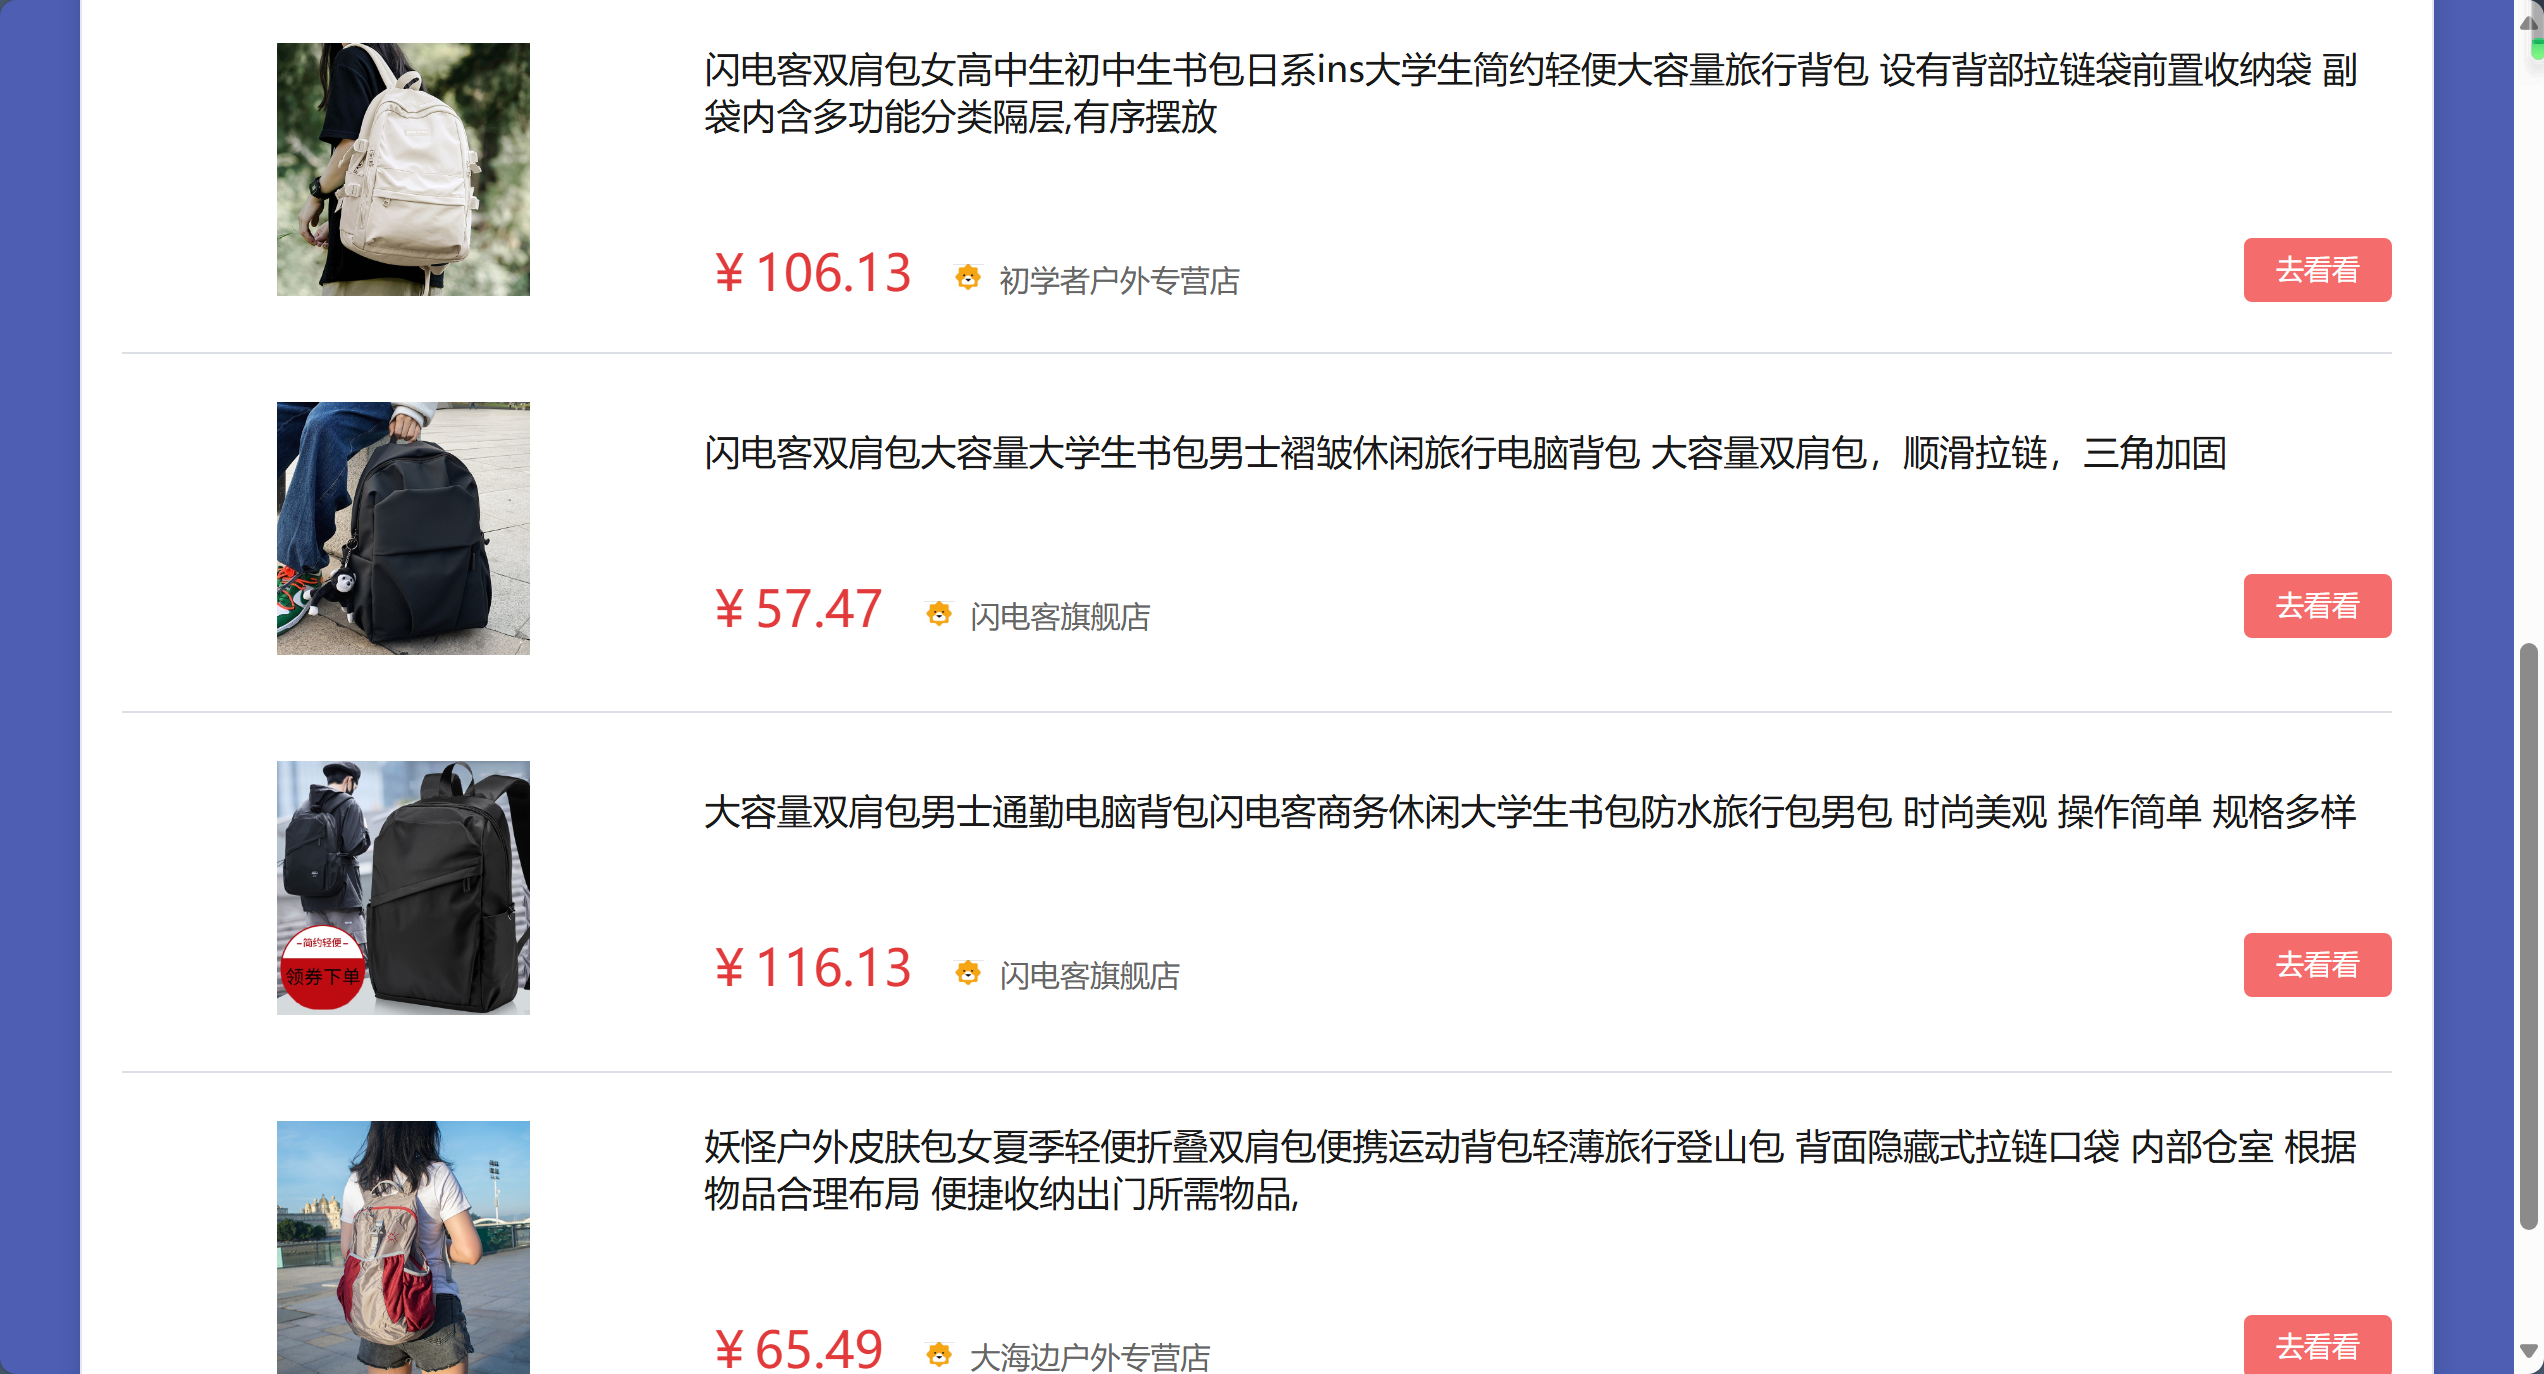 闪电客双肩包女高中生初中生书包日系ins大学生简约轻便大容量旅行背包 设有背部拉链袋前置收纳袋 副
袋内含多功能分类隔层,有序摆放
¥ 106.13 初学者户外专营店 去看看
闪电客双肩包大容量大学生书包男士褶皱休闲旅行电脑背包 大容量双肩包，顺滑拉链，三角加固
¥ 57.47 闪电客旗舰店 去看看
大容量双肩包男士通勤电脑背包闪电客商务休闲大学生书包防水旅行包男包 时尚美观 操作简单 规格多样
-简约轻便-
领券下单
¥ 116.13 闪电客旗舰店 去看看
妖怪户外皮肤包女夏季轻便折叠双肩包便携运动背包轻薄旅行登山包 背面隐藏式拉链口袋 内部仓室 根据
物品合理布局 便捷收纳出门所需物品,
¥ 65.49 大海边户外专营店 去看看